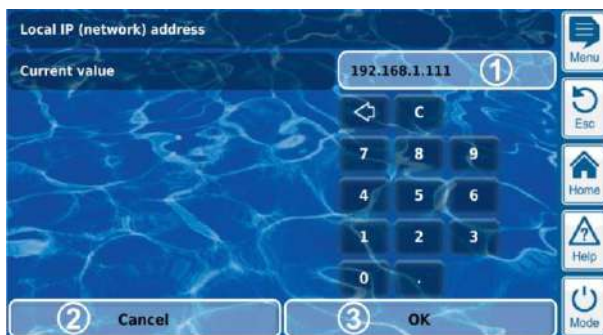 Local IP (network) address
Menu
Current value
192.168.1.111
1
C
Esc
7 8 9
4 5 6
Home
1 2 3
Help
0 .
2 Cancel
3 OK
Mode